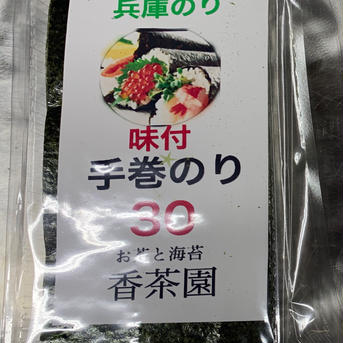 兵庫のり
味付
手巻のり
30
お茶と海苔
香茶園